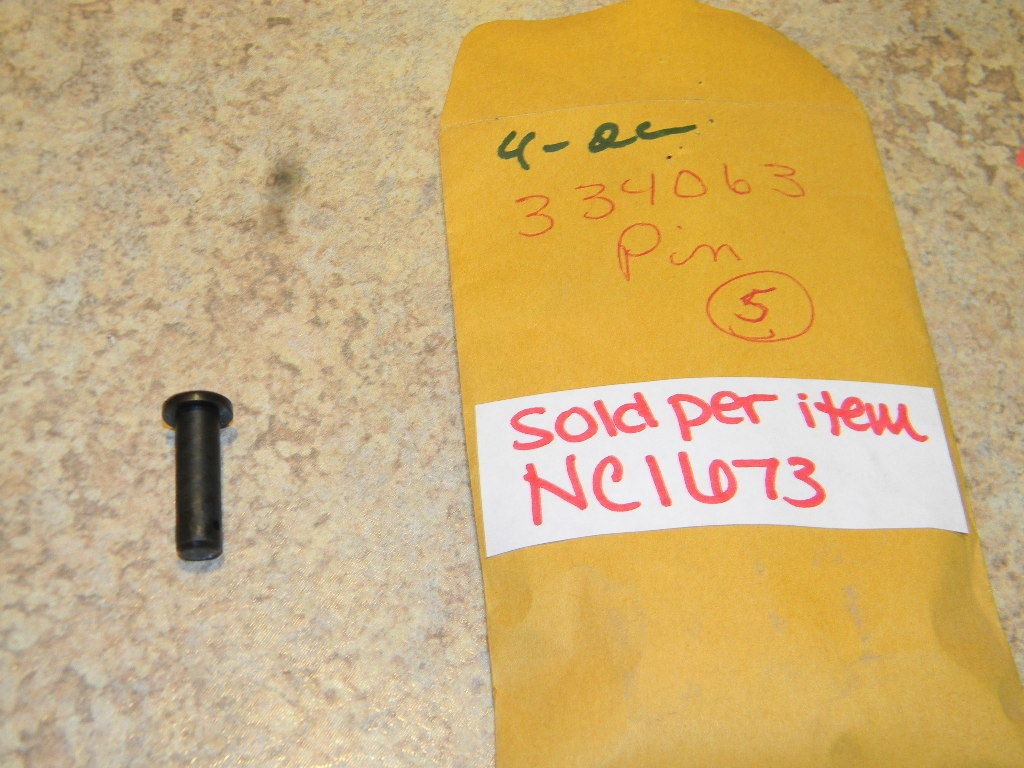 334063
Pin
5
Sold per item
NC1673